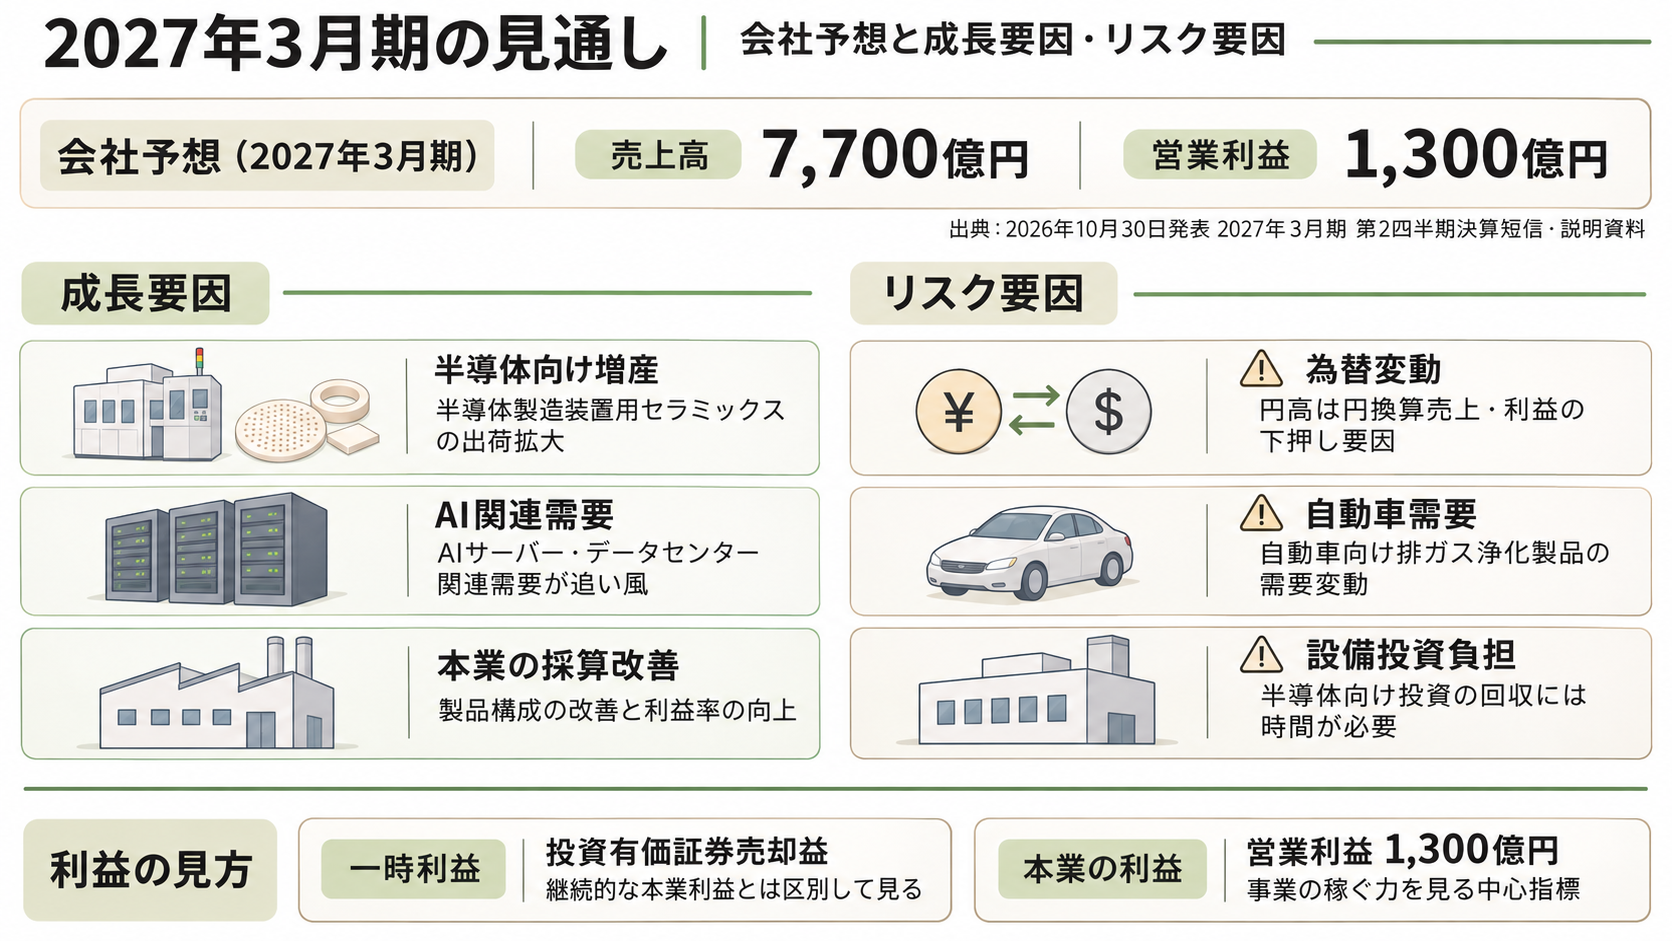 2027年3月期の見通し
会社予想と成長要因・リスク要因
会社予想（2027年3月期）
売上高
7,700億円
営業利益
1,300億円
出典：2026年10月30日発表 2027年3月期 第2四半期決算短信・説明資料
成長要因
半導体向け増産
半導体製造装置用セラミックス
の出荷拡大
AI関連需要
AIサーバー・データセンター
関連需要が追い風
本業の採算改善
製品構成の改善と利益率の向上
リスク要因
¥
$
為替変動
円高は円換算売上・利益の
下押し要因
自動車需要
自動車向け排ガス浄化製品の
需要変動
設備投資負担
半導体向け投資の回収には
時間が必要
利益の見方
一時利益
投資有価証券売却益
継続的な本業利益とは区別して見る
本業の利益
営業利益 1,300億円
事業の稼ぐ力を見る中心指標